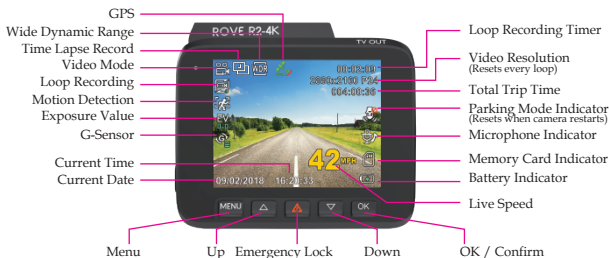 GPS
Wide Dynamic Range
Time Lapse Record
Video Mode
Loop Recording
Motion Detection
Exposure Value
G-Sensor
Current Time
Current Date
ROVE R2-4K
TV OUT
WDR
00:02:09
2880x2160 P24
004:00:36
EV
G
42 MPH
09/02/2018 16:20:33
MENU
OK
Loop Recording Timer
Video Resolution
(Resets every loop)
Total Trip Time
Parking Mode Indicator
(Resets when camera restarts)
Microphone Indicator
Memory Card Indicator
Battery Indicator
Live Speed
Menu
Up
Emergency Lock
Down
OK / Confirm